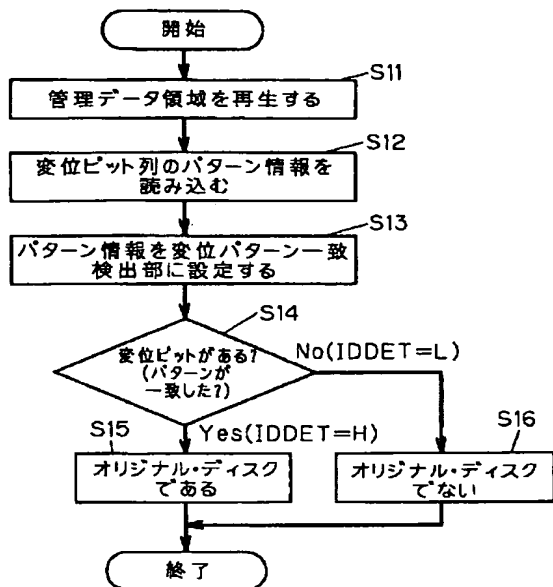 開始
S11
管理データ領域を再生する
S12
変位ピット列のパターン情報を
読み込む
S13
パターン情報を変位パターン一致
検出部に設定する
S14
変位ピットがある?
(パターンが
一致した?)
No(IDDET=L)
S15
Yes(IDDET=H)
S16
オリジナル・ディスク
である
オリジナル・ディスク
でない
終了